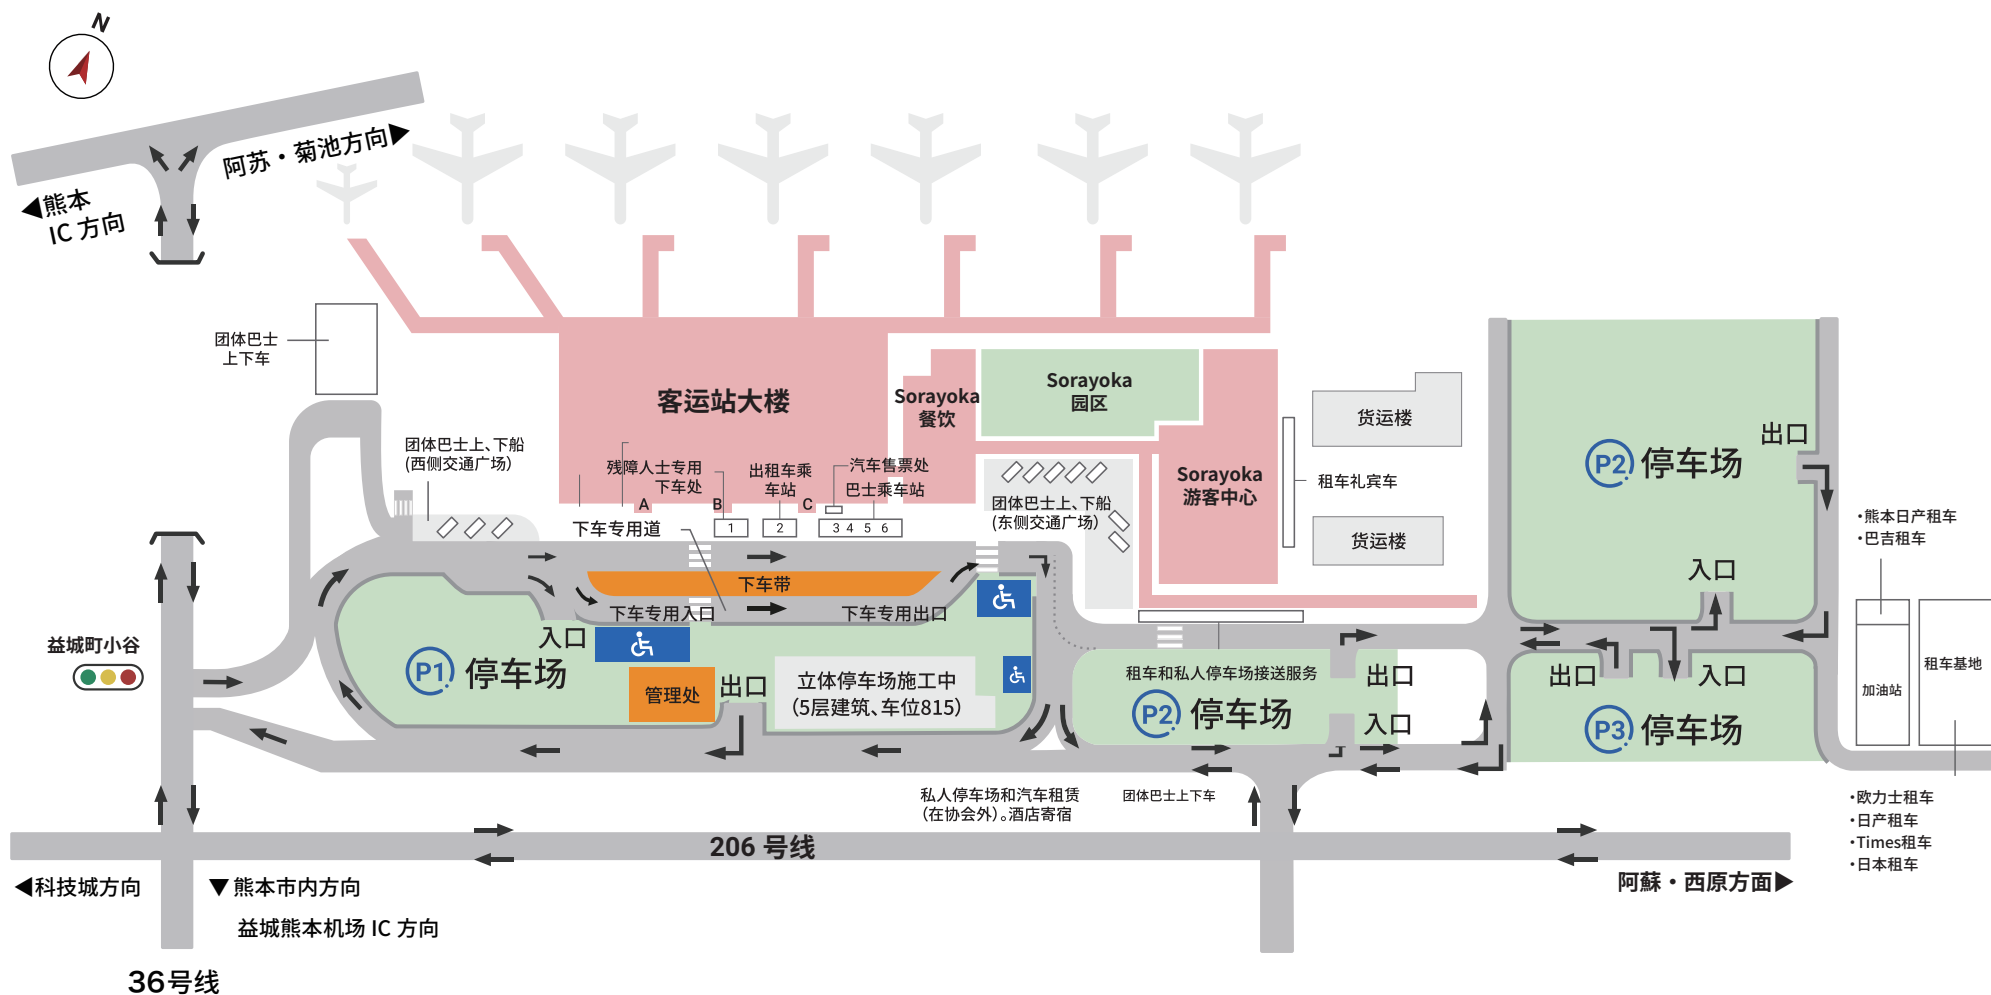 N
阿苏・菊池方向▶
◀熊本
IC 方向
团体巴士
上下车
团体巴士上、下船
(西侧交通广场)
客运站大楼
Sorayoka
餐饮
Sorayoka
园区
Sorayoka
游客中心
货运楼
租车礼宾车
货运楼
残障人士专用
下车处
出租车乘
车站
汽车售票处
巴士乘车站
A
B
C
1
2
3 4 5 6
下车专用道
团体巴士上、下船
(东侧交通广场)
下车带
下车专用入口
下车专用出口
入口
P1 停车场
管理处
出口
立体停车场施工中
(5层建筑、车位815)
租车和私人停车场接送服务
P2 停车场
出口
入口
P2 停车场
出口
入口
出口
入口
P3 停车场
・熊本日产租车
・巴吉租车
加油站
租车基地
・欧力士租车
・日产租车
・Times租车
・日本租车
益城町小谷
私人停车场和汽车租赁
(在协会外)。酒店寄宿
团体巴士上下车
206 号线
◀科技城方向
▼熊本市内方向
益城熊本机场 IC 方向
36号线
阿蘇・西原方面▶